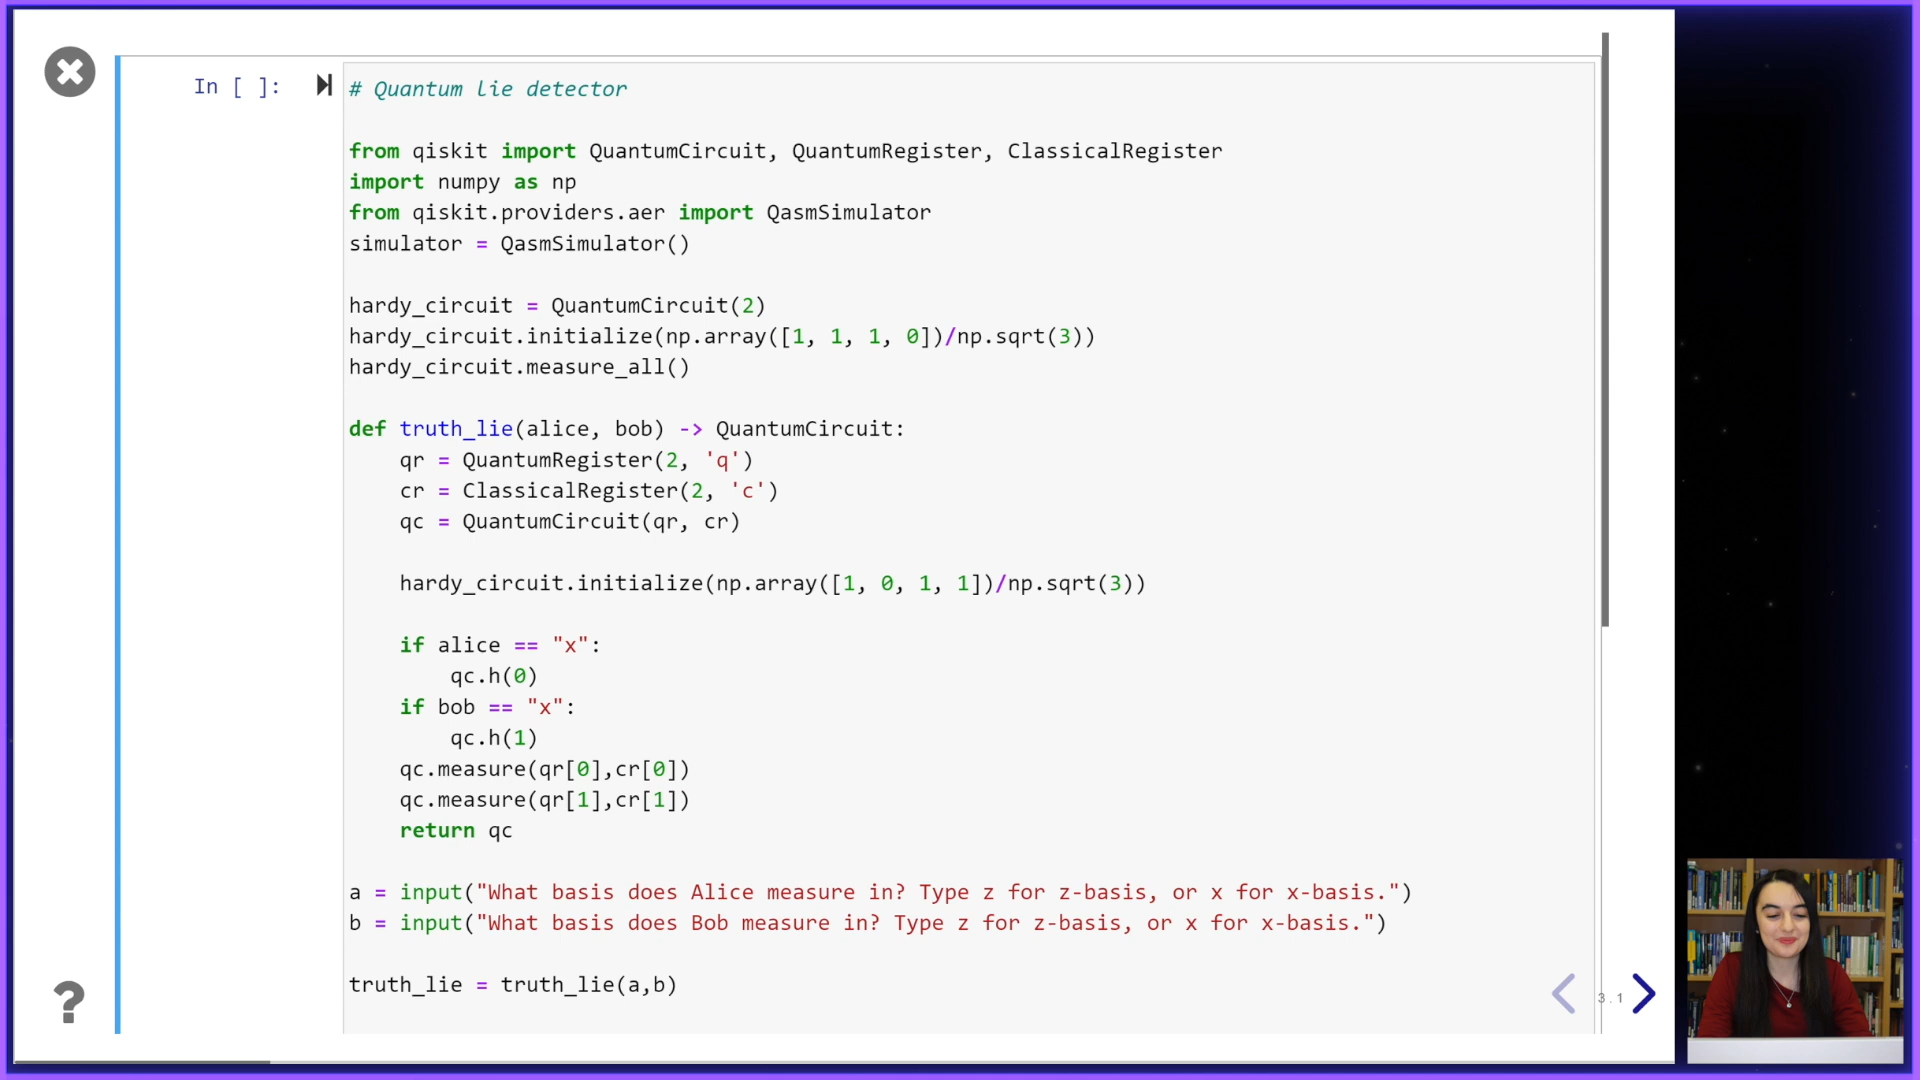 In [ ]:
# Quantum lie detector
from qiskit import QuantumCircuit, QuantumRegister, ClassicalRegister
import numpy as np
from qiskit.providers.aer import QasmSimulator
simulator = QasmSimulator()
hardy_circuit = QuantumCircuit(2)
hardy_circuit.initialize(np.array([1, 1, 1, 0])/np.sqrt(3))
hardy_circuit.measure_all()
def truth_lie(alice, bob) -> QuantumCircuit:
    qr = QuantumRegister(2, 'q')
    cr = ClassicalRegister(2, 'c')
    qc = QuantumCircuit(qr, cr)
    hardy_circuit.initialize(np.array([1, 0, 1, 1])/np.sqrt(3))
    if alice == "x":
        qc.h(0)
    if bob == "x":
        qc.h(1)
    qc.measure(qr[0],cr[0])
    qc.measure(qr[1],cr[1])
    return qc
a = input("What basis does Alice measure in? Type z for z-basis, or x for x-basis.")
b = input("What basis does Bob measure in? Type z for z-basis, or x for x-basis.")
truth_lie = truth_lie(a,b)
?
3.1